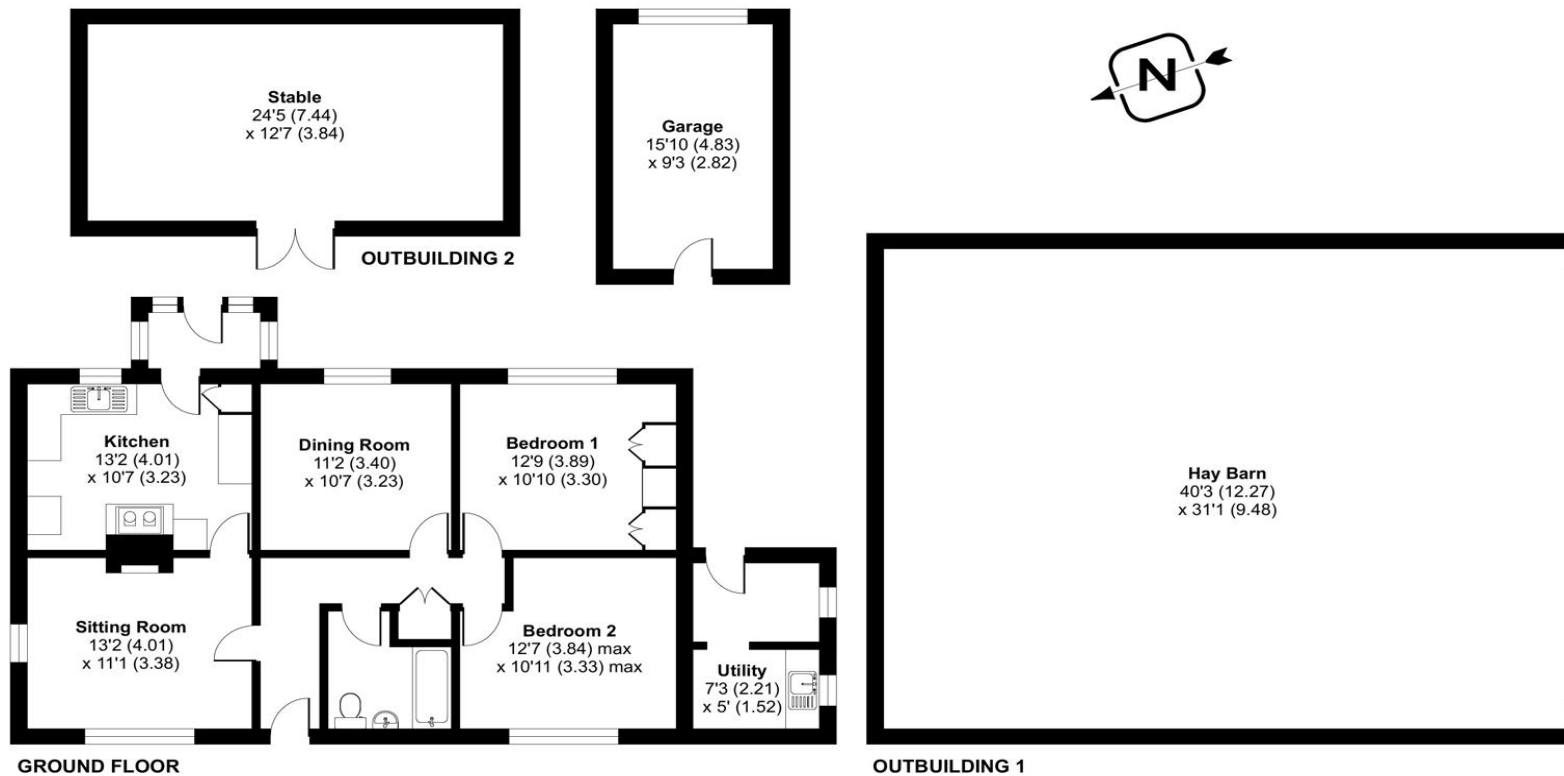 Stable
24'5 (7.44)
x 12'7 (3.84)
OUTBUILDING 2
Garage
15'10 (4.83)
x 9'3 (2.82)
N
Kitchen
13'2 (4.01)
x 10'7 (3.23)
Dining Room
11'2 (3.40)
x 10'7 (3.23)
Bedroom 1
12'9 (3.89)
x 10'10 (3.30)
Sitting Room
13'2 (4.01)
x 11'1 (3.38)
Bedroom 2
12'7 (3.84) max
x 10'11 (3.33) max
Utility
7'3 (2.21)
x 5' (1.52)
GROUND FLOOR
Hay Barn
40'3 (12.27)
x 31'1 (9.48)
OUTBUILDING 1